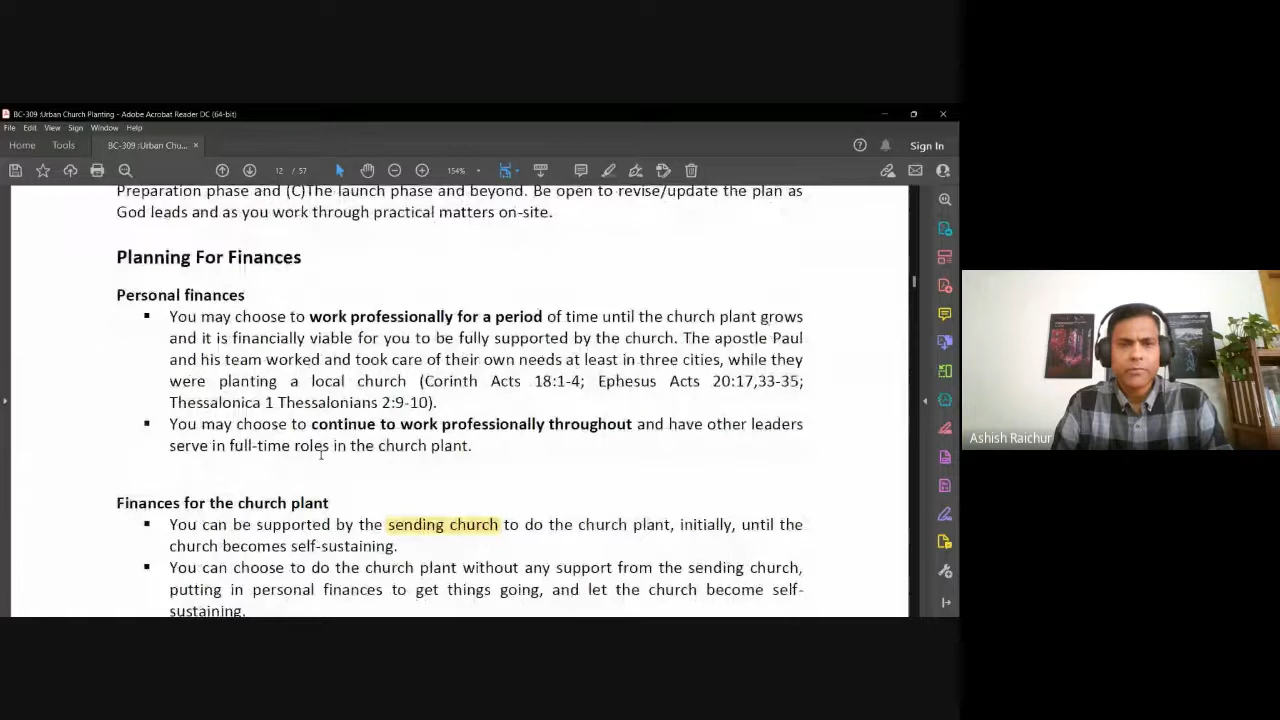 BC-309 :Urban Church Planting - Adobe Acrobat Reader DC (64-bit)
File Edit View Sign Window Help
Home Tools BC-309 :Urban Chu... × Sign In
12 / 57 154%
Preparation phase and (C)The launch phase and beyond. Be open to revise/update the plan as
God leads and as you work through practical matters on-site.
Planning For Finances
Personal finances
▪ You may choose to work professionally for a period of time until the church plant grows
and it is financially viable for you to be fully supported by the church. The apostle Paul
and his team worked and took care of their own needs at least in three cities, while they
were planting a local church (Corinth Acts 18:1-4; Ephesus Acts 20:17,33-35;
Thessalonica 1 Thessalonians 2:9-10).
▪ You may choose to continue to work professionally throughout and have other leaders
serve in full-time roles in the church plant.
Finances for the church plant
▪ You can be supported by the sending church to do the church plant, initially, until the
church becomes self-sustaining.
▪ You can choose to do the church plant without any support from the sending church,
putting in personal finances to get things going, and let the church become self-
sustaining.
Ashish Raichur